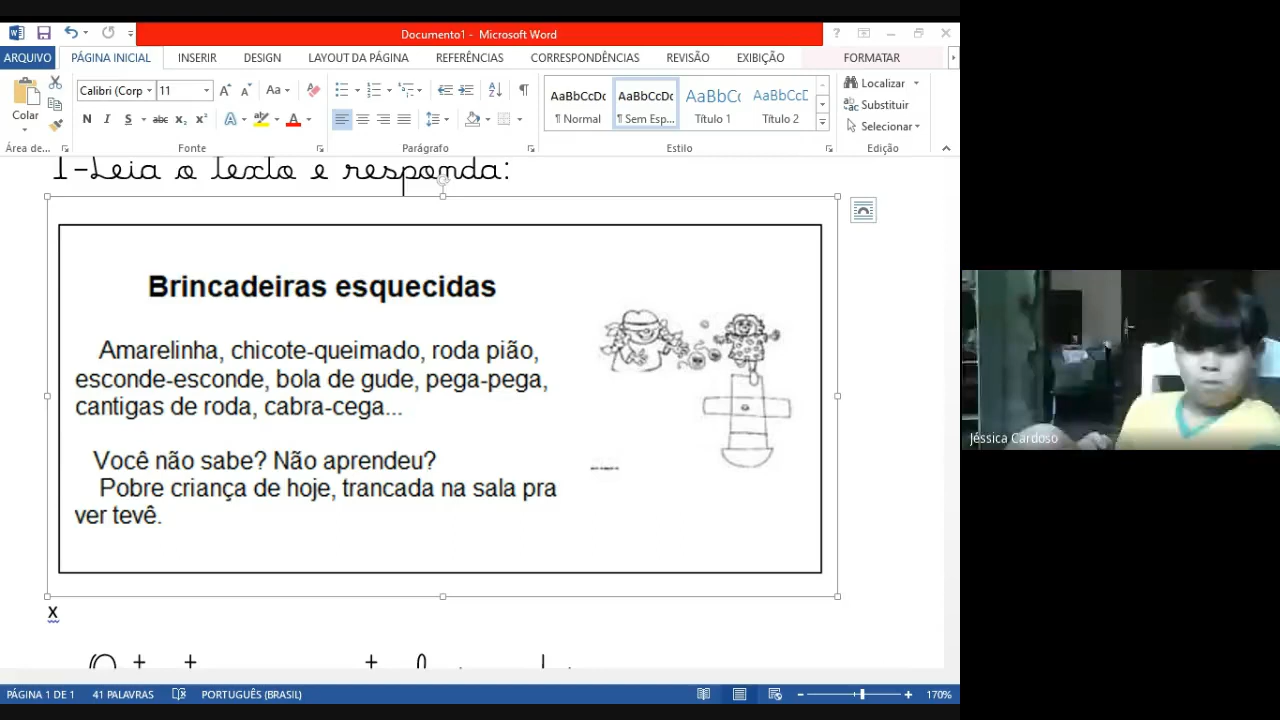 Documento1 - Microsoft Word
?
ARQUIVO PÁGINA INICIAL INSERIR DESIGN LAYOUT DA PÁGINA REFERÊNCIAS CORRESPONDÊNCIAS REVISÃO EXIBIÇÃO FORMATAR
Colar
Calibri (Corp 11
Aa
N I S abc x₂ x²
AaBbCcDc AaBbCcDc AaBbCc AaBbCcD
¶ Normal ¶ Sem Esp... Título 1 Título 2
Localizar
Substituir
Selecionar
Área de... Fonte Parágrafo Estilo Edição
1-Leia o texto e responda:
Brincadeiras esquecidas
Amarelinha, chicote-queimado, roda pião,
esconde-esconde, bola de gude, pega-pega,
cantigas de roda, cabra-cega...
Você não sabe? Não aprendeu?
Pobre criança de hoje, trancada na sala pra
ver tevê.
x
PÁGINA 1 DE 1 41 PALAVRAS PORTUGUÊS (BRASIL) 170%
Jéssica Cardoso